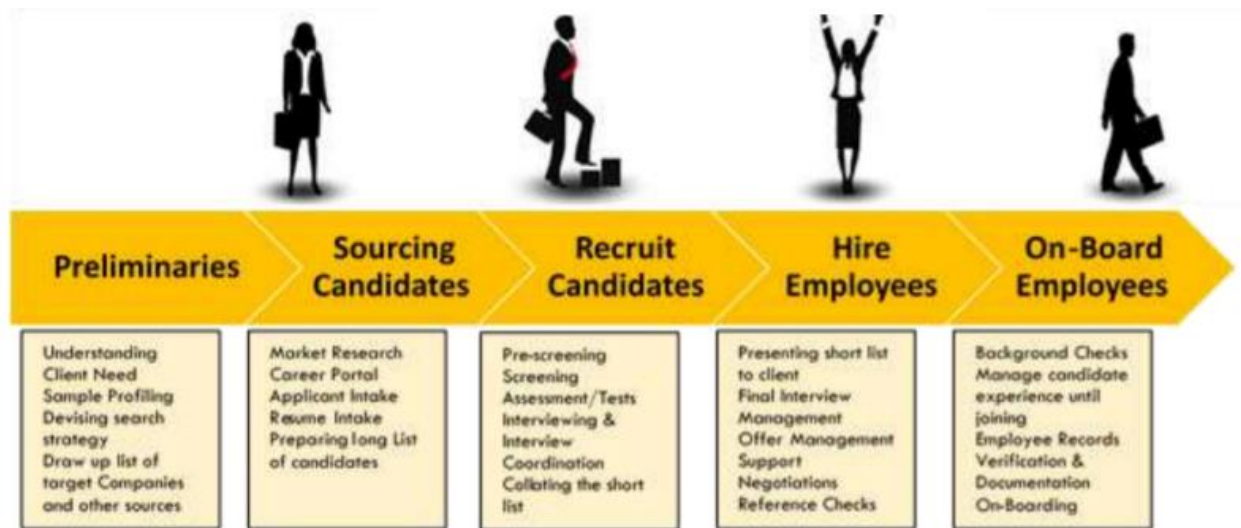 Preliminaries
Sourcing
Candidates
Recruit
Candidates
Hire
Employees
On-Board
Employees
Understanding
Client Need
Sample Profiling
Devising search
strategy
Draw up list of
target Companies
and other sources
Market Research
Career Portal
Applicant Intake
Resume Intake
Preparing long List
of candidates
Pre-screening
Screening
Assessment/Tests
Interviewing &
Interview
Coordination
Collating the short
list
Presenting short list
to client
Final Interview
Management
Offer Management
Support
Negotiations
Reference Checks
Background Checks
Manage candidate
experience until
joining
Employee Records
Verification &
Documentation
On-Boarding